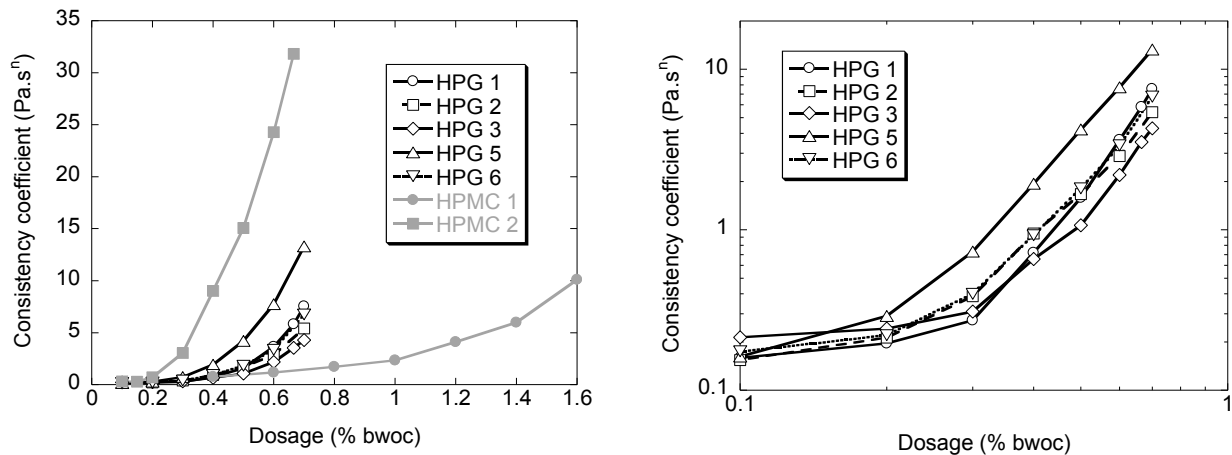 35
30
25
20
15
10
5
0
Consistency coefficient (Pa.sⁿ)
HPG 1
HPG 2
HPG 3
HPG 5
HPG 6
HPMC 1
HPMC 2
0 0.2 0.4 0.6 0.8 1 1.2 1.4 1.6
Dosage (% bwoc)
10
1
0.1
Consistency coefficient (Pa.sⁿ)
HPG 1
HPG 2
HPG 3
HPG 5
HPG 6
0.1 1
Dosage (% bwoc)